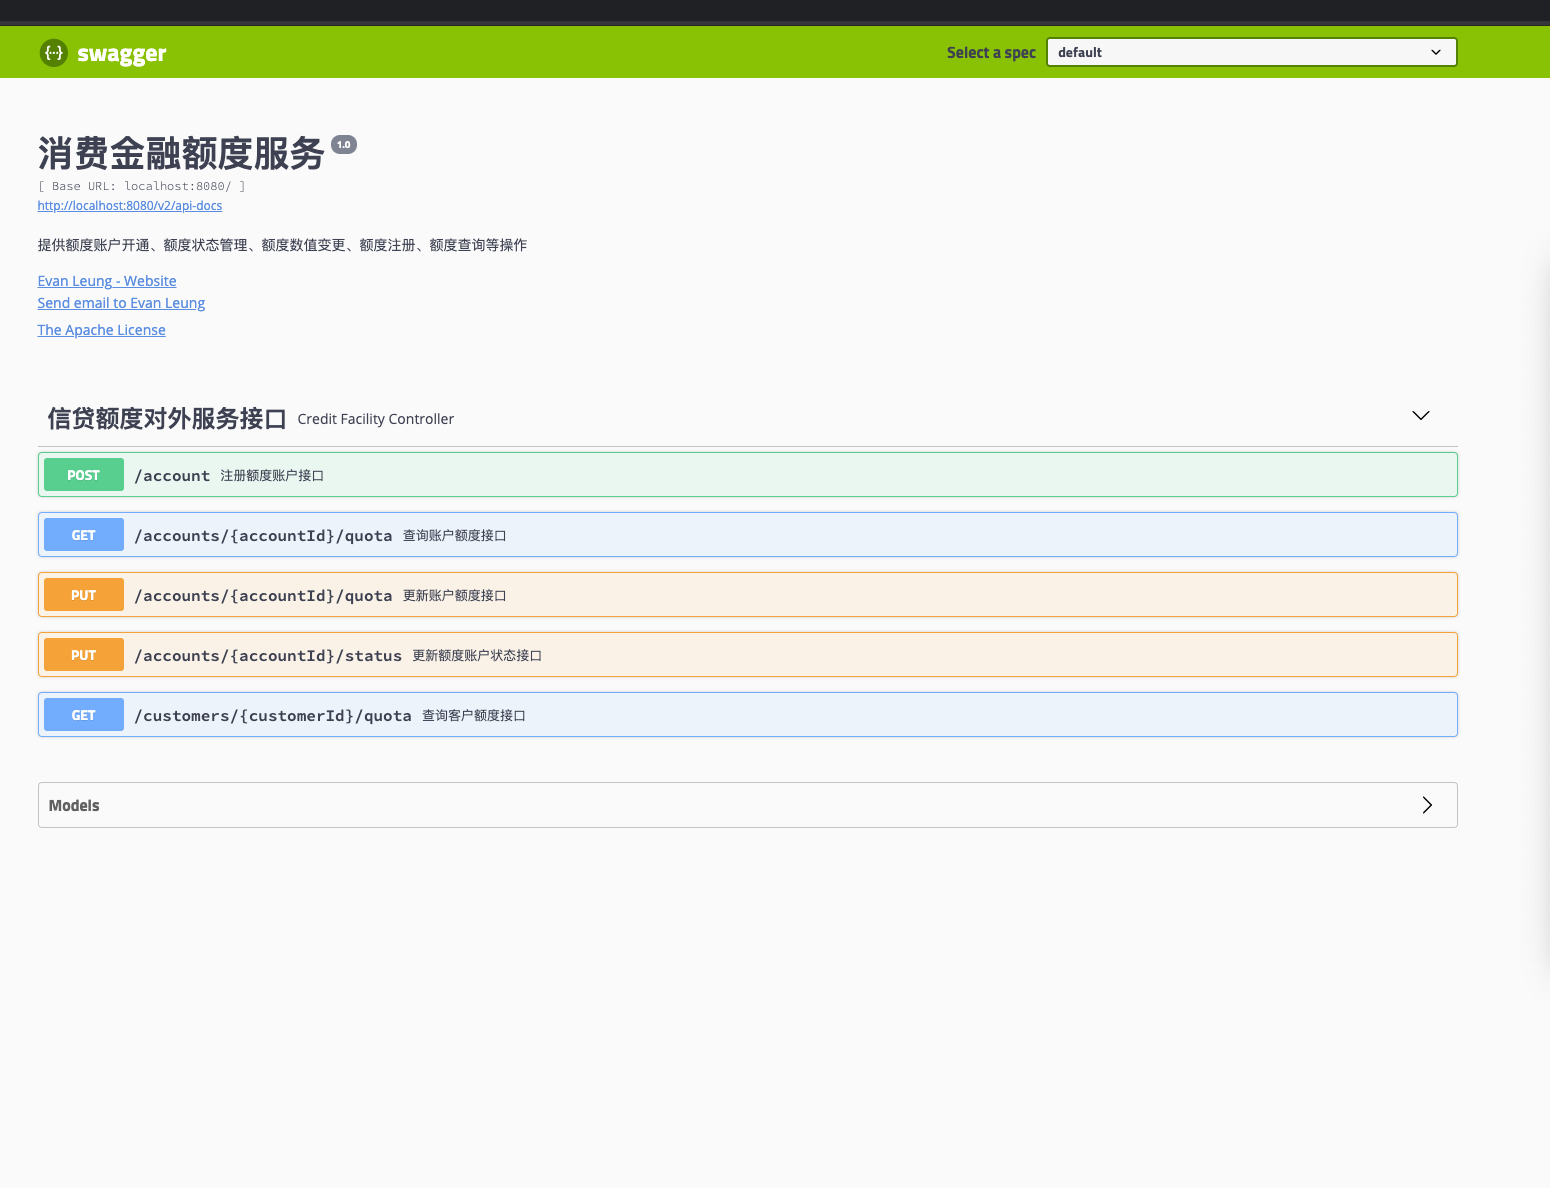 {···} swagger
Select a spec default
消费金融额度服务 1.0
[ Base URL: localhost:8080/ ]
http://localhost:8080/v2/api-docs
提供额度账户开通、额度状态管理、额度数值变更、额度注册、额度查询等操作
Evan Leung - Website
Send email to Evan Leung
The Apache License
信贷额度对外服务接口 Credit Facility Controller
POST /account 注册额度账户接口
GET /accounts/{accountId}/quota 查询账户额度接口
PUT /accounts/{accountId}/quota 更新账户额度接口
PUT /accounts/{accountId}/status 更新额度账户状态接口
GET /customers/{customerId}/quota 查询客户额度接口
Models